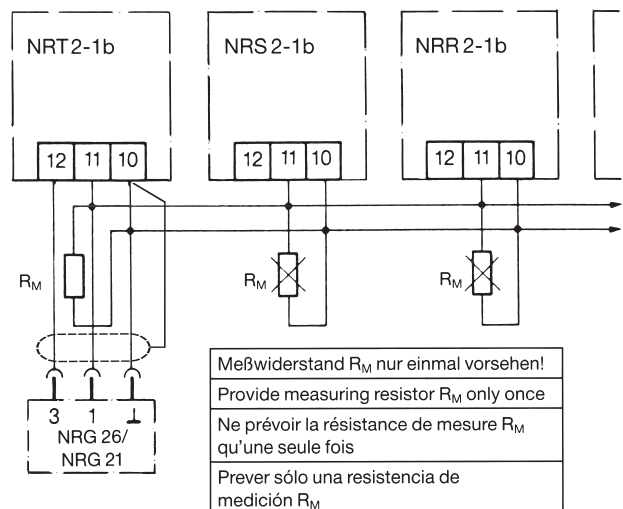 NRT 2-1b
NRS 2-1b
NRR 2-1b
12 11 10
12 11 10
12 11 10
RM
RM
RM
3 1 ⊥
NRG 26/
NRG 21
Meßwiderstand RM nur einmal vorsehen!
Provide measuring resistor RM only once
Ne prévoir la résistance de mesure RM
qu'une seule fois
Prever sólo una resistencia de
medición RM